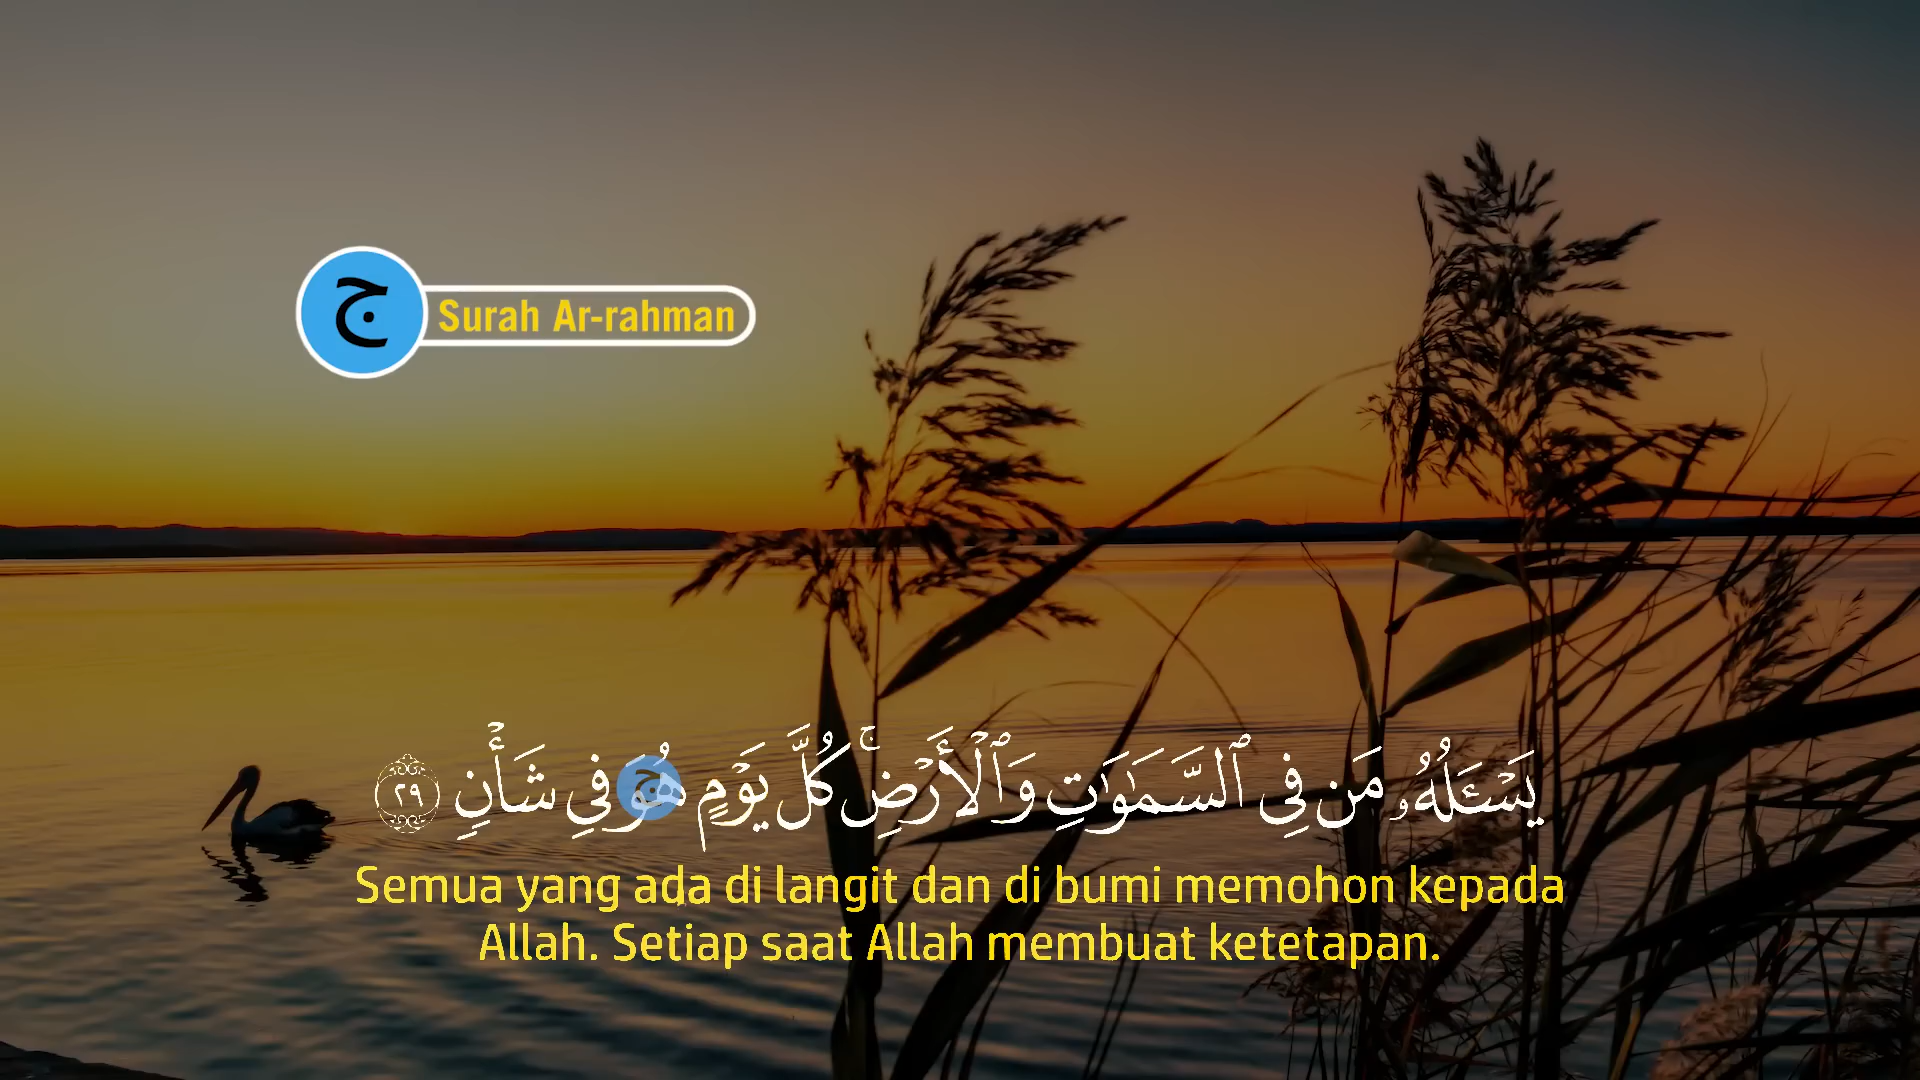 ج
Surah Ar-rahman
يَسْـَٔلُهُۥ مَن فِى ٱلسَّمَـٰوَٰتِ وَٱلْأَرْضِ ۚ كُلَّ يَوْمٍ هُوَ فِى شَأْنٍ ٢٩
ج
Semua yang ada di langit dan di bumi memohon kepada
Allah. Setiap saat Allah membuat ketetapan.